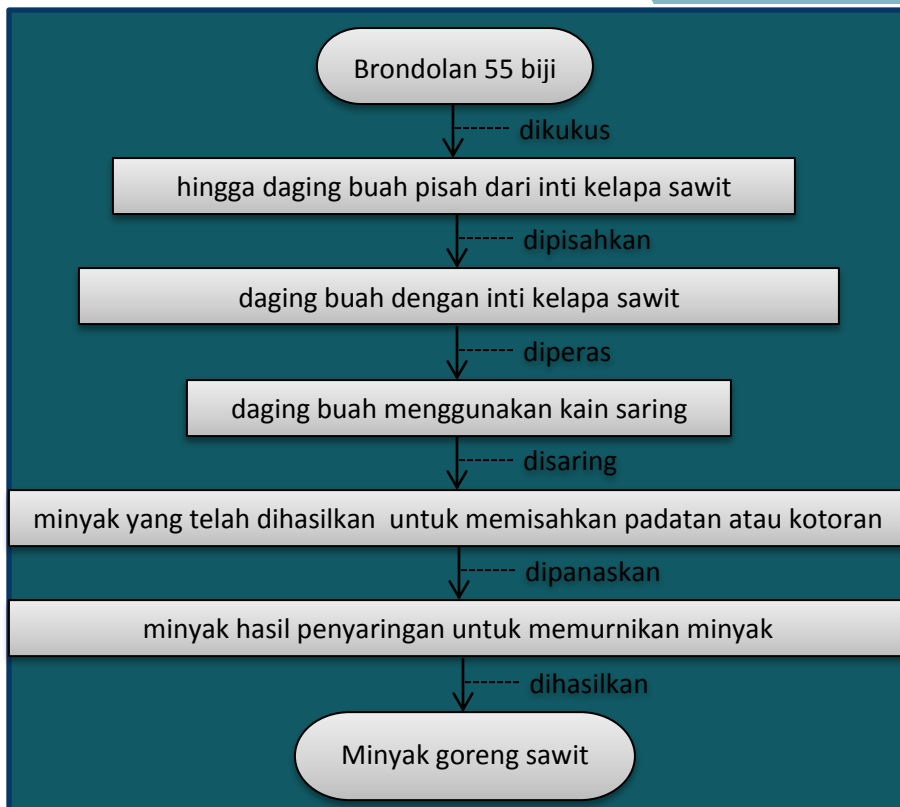 Brondolan 55 biji
dikukus
hingga daging buah pisah dari inti kelapa sawit
dipisahkan
daging buah dengan inti kelapa sawit
diperas
daging buah menggunakan kain saring
disaring
minyak yang telah dihasilkan untuk memisahkan padatan atau kotoran
dipanaskan
minyak hasil penyaringan untuk memurnikan minyak
dihasilkan
Minyak goreng sawit